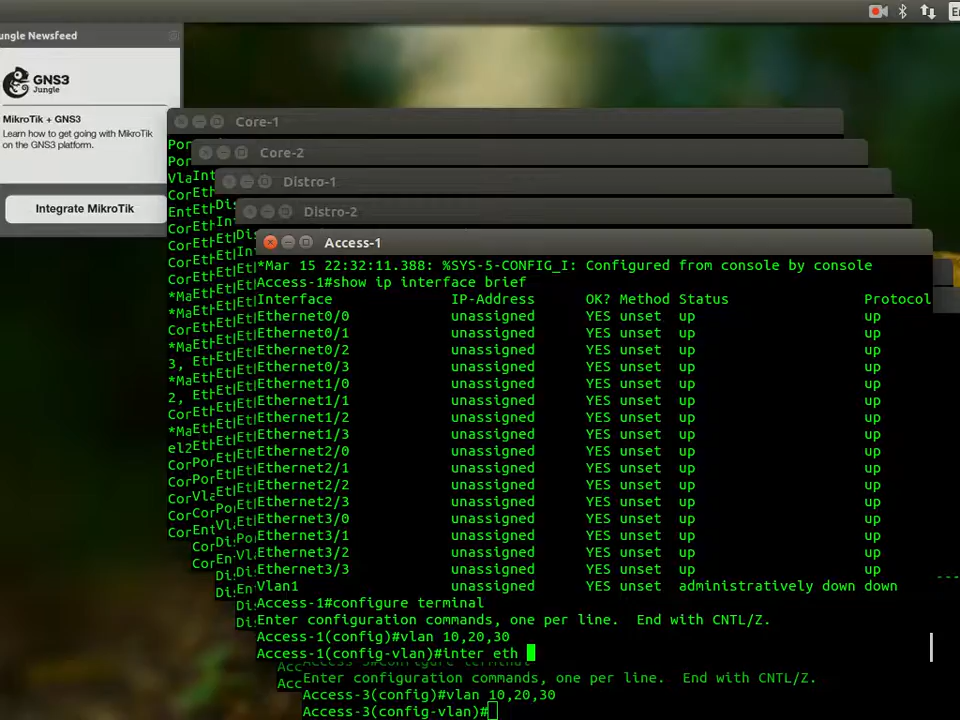 En
ungle Newsfeed
GNS3
Jungle
MikroTik + GNS3
Learn how to get going with MikroTik
on the GNS3 platform.
Integrate MikroTik
Core-1
Core-2
Distro-1
Distro-2
Access-1
*Mar 15 22:32:11.388: %SYS-5-CONFIG_I: Configured from console by console
Access-1#show ip interface brief
Interface IP-Address OK? Method Status Protocol
Ethernet0/0 unassigned YES unset up up
Ethernet0/1 unassigned YES unset up up
Ethernet0/2 unassigned YES unset up up
Ethernet0/3 unassigned YES unset up up
Ethernet1/0 unassigned YES unset up up
Ethernet1/1 unassigned YES unset up up
Ethernet1/2 unassigned YES unset up up
Ethernet1/3 unassigned YES unset up up
Ethernet2/0 unassigned YES unset up up
Ethernet2/1 unassigned YES unset up up
Ethernet2/2 unassigned YES unset up up
Ethernet2/3 unassigned YES unset up up
Ethernet3/0 unassigned YES unset up up
Ethernet3/1 unassigned YES unset up up
Ethernet3/2 unassigned YES unset up up
Ethernet3/3 unassigned YES unset up up
Vlan1 unassigned YES unset administratively down down
Access-1#configure terminal
Enter configuration commands, one per line. End with CNTL/Z.
Access-1(config)#vlan 10,20,30
Access-1(config-vlan)#inter eth
Enter configuration commands, one per line. End with CNTL/Z.
Access-3(config)#vlan 10,20,30
Access-3(config-vlan)#